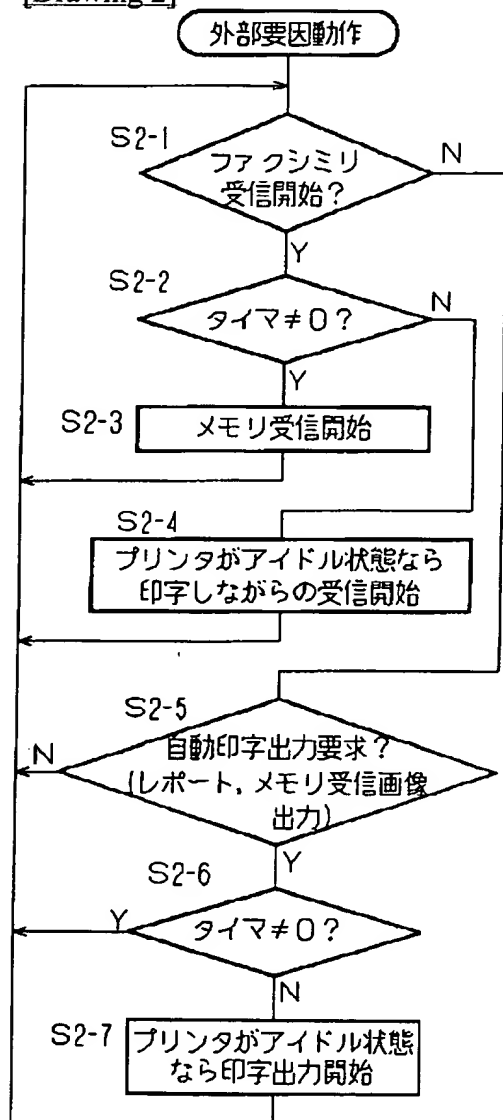 [Drawing 2]
外部要因動作
S2-1
ファクシミリ
受信開始?
N
Y
S2-2
タイマ≠0?
N
Y
S2-3
メモリ受信開始
S2-4
プリンタがアイドル状態なら
印字しながらの受信開始
S2-5
N
自動印字出力要求?
(レポート,メモリ受信画像
出力)
Y
S2-6
Y
タイマ≠0?
N
S2-7
プリンタがアイドル状態
なら印字出力開始